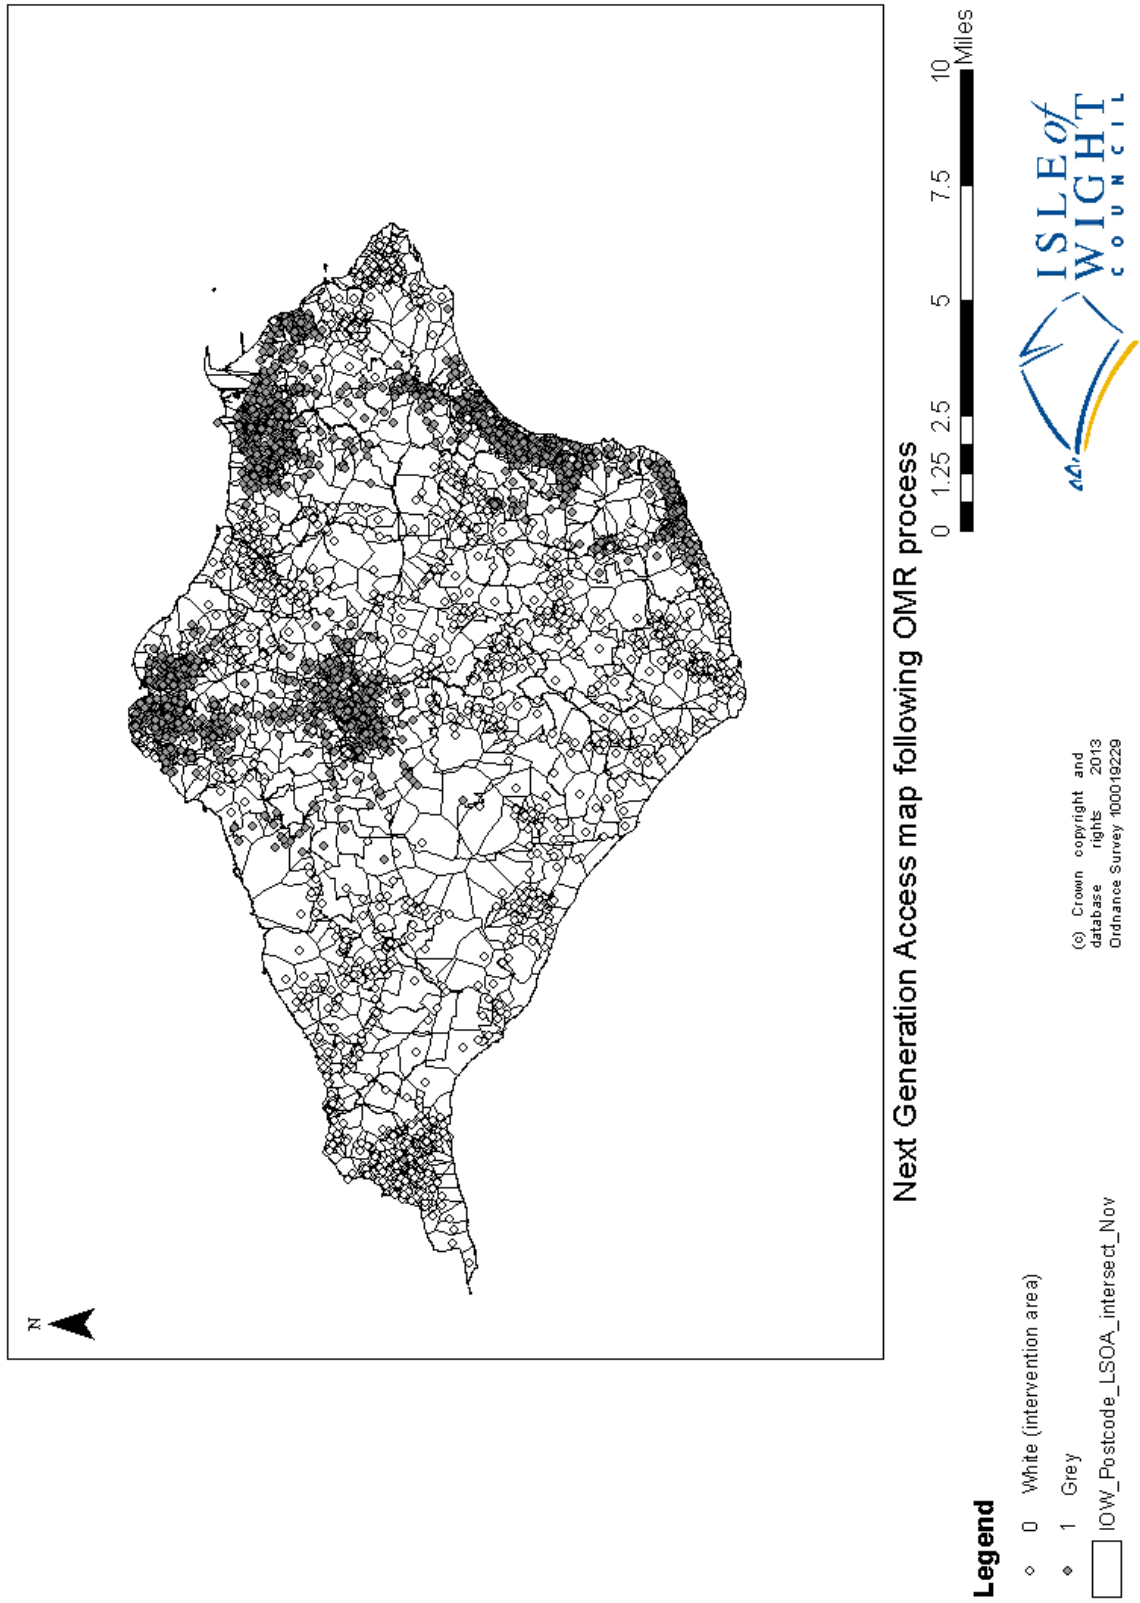 N
Next Generation Access map following OMR process
0 1.25 2.5 5 7.5 10
Miles
Legend
0 White (intervention area)
1 Grey
IOW_Postcode_LSOA_intersect_Nov
(c) Crown copyright and
database rights 2013
Ordnance Survey 100019229
ISLE of
WIGHT
COUNCIL